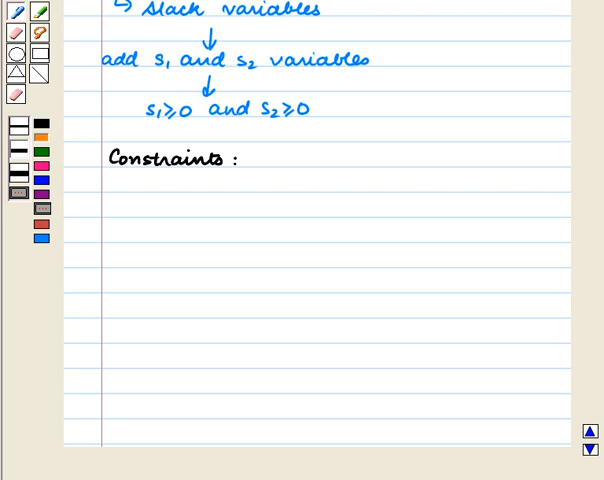 ↳ Slack variables
↓
add s₁ and s₂ variables
↓
s₁⩾0 and s₂⩾0
Constraints :